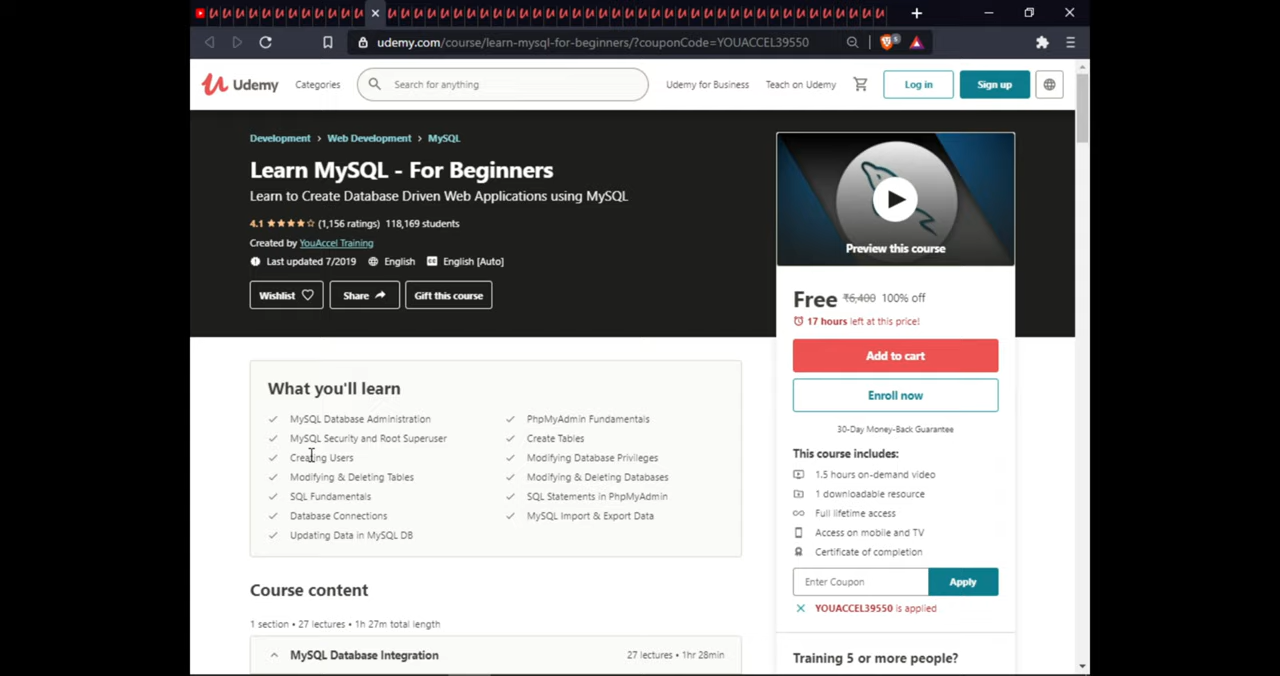 udemy.com/course/learn-mysql-for-beginners/?couponCode=YOUACCEL39550
Udemy
Categories
Search for anything
Udemy for Business
Teach on Udemy
Log in
Sign up
Development > Web Development > MySQL
Learn MySQL - For Beginners
Learn to Create Database Driven Web Applications using MySQL
4.1 (1,156 ratings) 118,169 students
Created by YouAccel Training
Last updated 7/2019 English English [Auto]
Wishlist
Share
Gift this course
Preview this course
Free ₹6,400 100% off
17 hours left at this price!
Add to cart
Enroll now
30-Day Money-Back Guarantee
This course includes:
1.5 hours on-demand video
1 downloadable resource
Full lifetime access
Access on mobile and TV
Certificate of completion
Enter Coupon
Apply
YOUACCEL39550 is applied
Training 5 or more people?
What you'll learn
MySQL Database Administration
MySQL Security and Root Superuser
Creating Users
Modifying & Deleting Tables
SQL Fundamentals
Database Connections
Updating Data in MySQL DB
PhpMyAdmin Fundamentals
Create Tables
Modifying Database Privileges
Modifying & Deleting Databases
SQL Statements in PhpMyAdmin
MySQL Import & Export Data
Course content
1 section • 27 lectures • 1h 27m total length
MySQL Database Integration
27 lectures • 1hr 28min